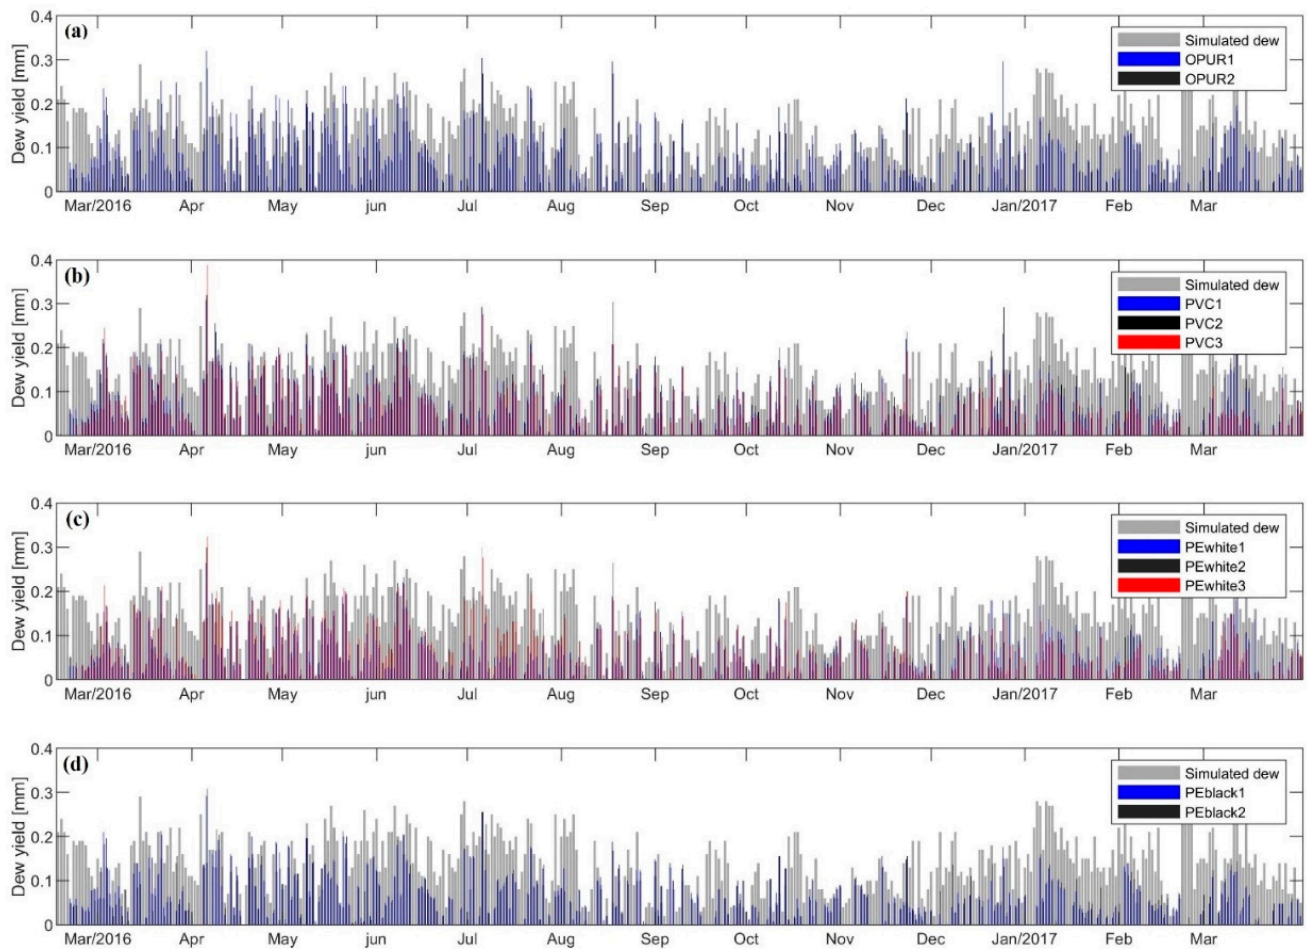 (a)
0.4
0.3
0.2
0.1
0
Dew yield [mm]
Simulated dew
OPUR1
OPUR2
Mar/2016 Apr May jun Jul Aug Sep Oct Nov Dec Jan/2017 Feb Mar
(b)
0.4
0.3
0.2
0.1
0
Dew yield [mm]
Simulated dew
PVC1
PVC2
PVC3
Mar/2016 Apr May jun Jul Aug Sep Oct Nov Dec Jan/2017 Feb Mar
(c)
0.4
0.3
0.2
0.1
0
Dew yield [mm]
Simulated dew
PEwhite1
PEwhite2
PEwhite3
Mar/2016 Apr May jun Jul Aug Sep Oct Nov Dec Jan/2017 Feb Mar
(d)
0.4
0.3
0.2
0.1
0
Dew yield [mm]
Simulated dew
PEblack1
PEblack2
Mar/2016 Apr May jun Jul Aug Sep Oct Nov Dec Jan/2017 Feb Mar